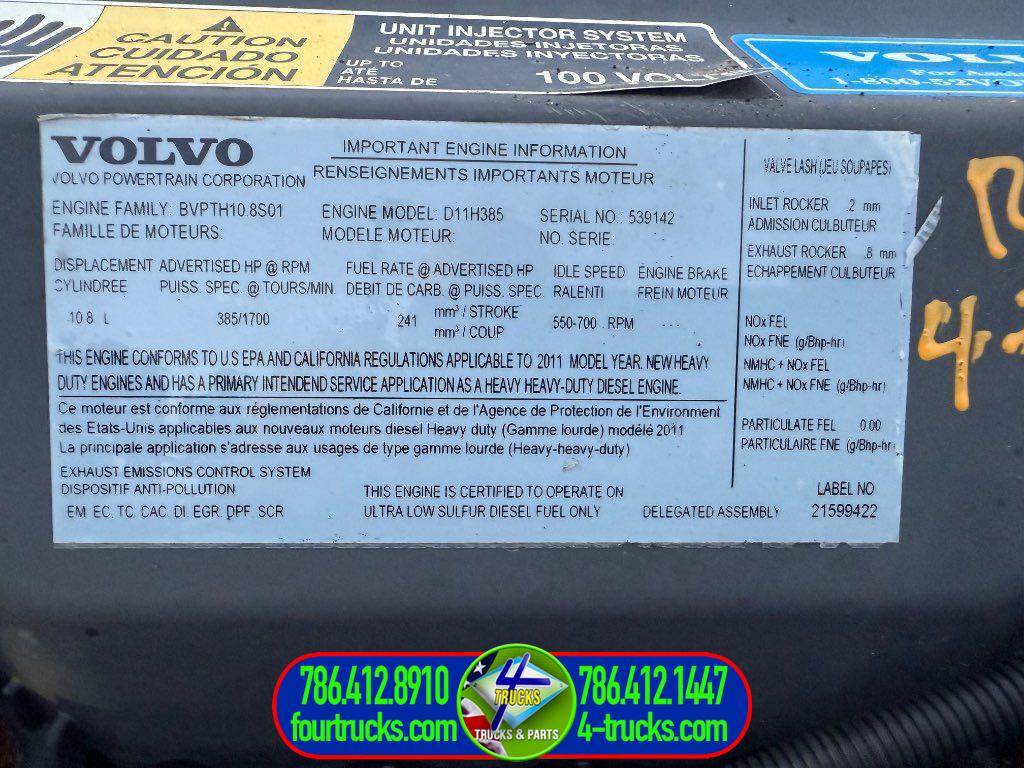 CAUTION
CUIDADO
ATENCIÓN
UNIT INJECTOR SYSTEM
UNIDADES INJETORAS
UNIDADES INYECTORAS
UP TO
ATÉ
HASTA DE
100
VOLVO
VOLVO POWERTRAIN CORPORATION
IMPORTANT ENGINE INFORMATION
RENSEIGNEMENTS IMPORTANTS MOTEUR
ENGINE FAMILY: BVPTH10.8S01 ENGINE MODEL: D11H385 SERIAL NO.: 539142
FAMILLE DE MOTEURS: MODELE MOTEUR: NO. SERIE:
DISPLACEMENT ADVERTISED HP @ RPM FUEL RATE @ ADVERTISED HP IDLE SPEED ENGINE BRAKE
CYLINDREE PUISS. SPEC. @ TOURS/MIN DEBIT DE CARB. @ PUISS. SPEC. RALENTI FREIN MOTEUR
10.8 L 385/1700 241 mm³ / STROKE 550-700 RPM ---
mm³ / COUP
THIS ENGINE CONFORMS TO U.S EPA AND CALIFORNIA REGULATIONS APPLICABLE TO 2011 MODEL YEAR. NEW HEAVY
DUTY ENGINES AND HAS A PRIMARY INTENDEND SERVICE APPLICATION AS A HEAVY HEAVY-DUTY DIESEL ENGINE.
Ce moteur est conforme aux réglementations de Californie et de l'Agence de Protection de l'Environment
des Etats-Unis applicables aux nouveaux moteurs diesel Heavy duty (Gamme lourde) modélé 2011
La principale application s'adresse aux usages de type gamme lourde (Heavy-heavy-duty)
EXHAUST EMISSIONS CONTROL SYSTEM
DISPOSITIF ANTI-POLLUTION
EM EC, TC, CAC, DI, EGR, DPF, SCR
THIS ENGINE IS CERTIFIED TO OPERATE ON
ULTRA LOW SULFUR DIESEL FUEL ONLY
DELEGATED ASSEMBLY
VALVE LASH (JEU SOUPAPES)
INLET ROCKER .2 mm
ADMISSION CULBUTEUR
EXHAUST ROCKER .8 mm
ECHAPPEMENT CULBUTEUR
NOx FEL
NOx FNE (g/Bhp-hr)
NMHC + NOx FEL
NMHC + NOx FNE (g/Bhp-hr)
PARTICULATE FEL 0.00
PARTICULAIRE FNE (g/Bhp-hr)
LABEL NO
21599422
786.412.8910
fourtrucks.com
4
TRUCKS
TRUCKS & PARTS
786.412.1447
4-trucks.com